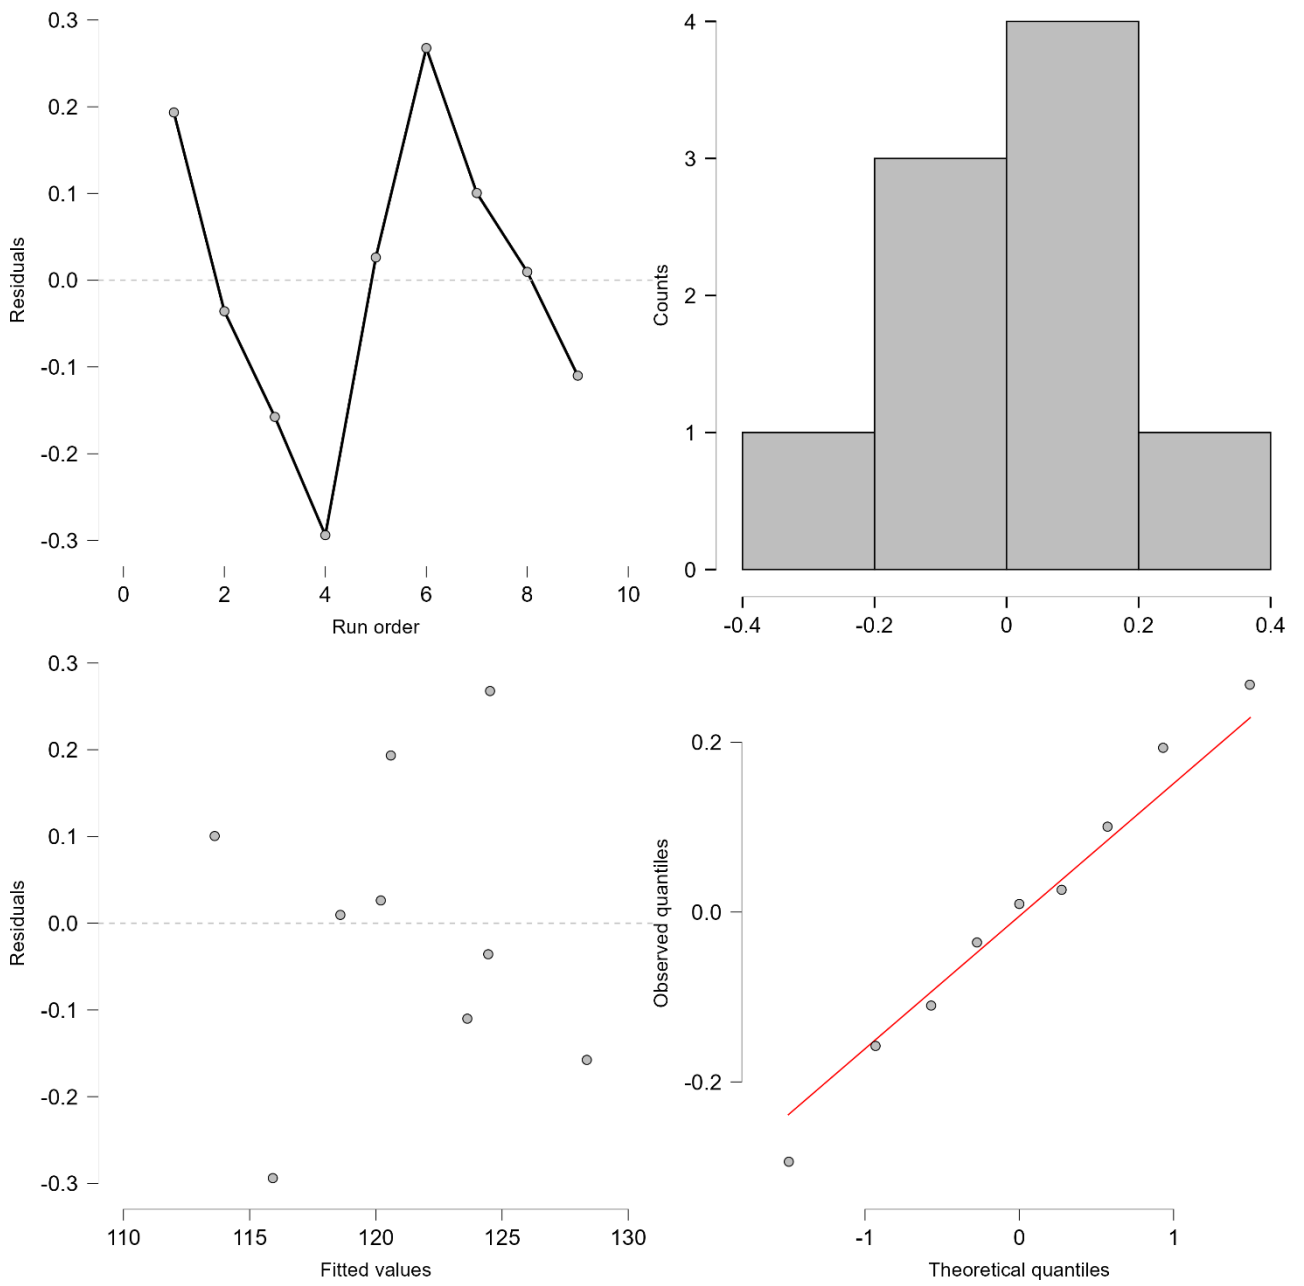 0.3
0.2
0.1
0.0
-0.1
-0.2
-0.3
Residuals
0 2 4 6 8 10
Run order
4
3
2
1
0
Counts
-0.4 -0.2 0 0.2 0.4
0.3
0.2
0.1
0.0
-0.1
-0.2
-0.3
Residuals
110 115 120 125 130
Fitted values
0.2
0.0
-0.2
Observed quantiles
-1 0 1
Theoretical quantiles